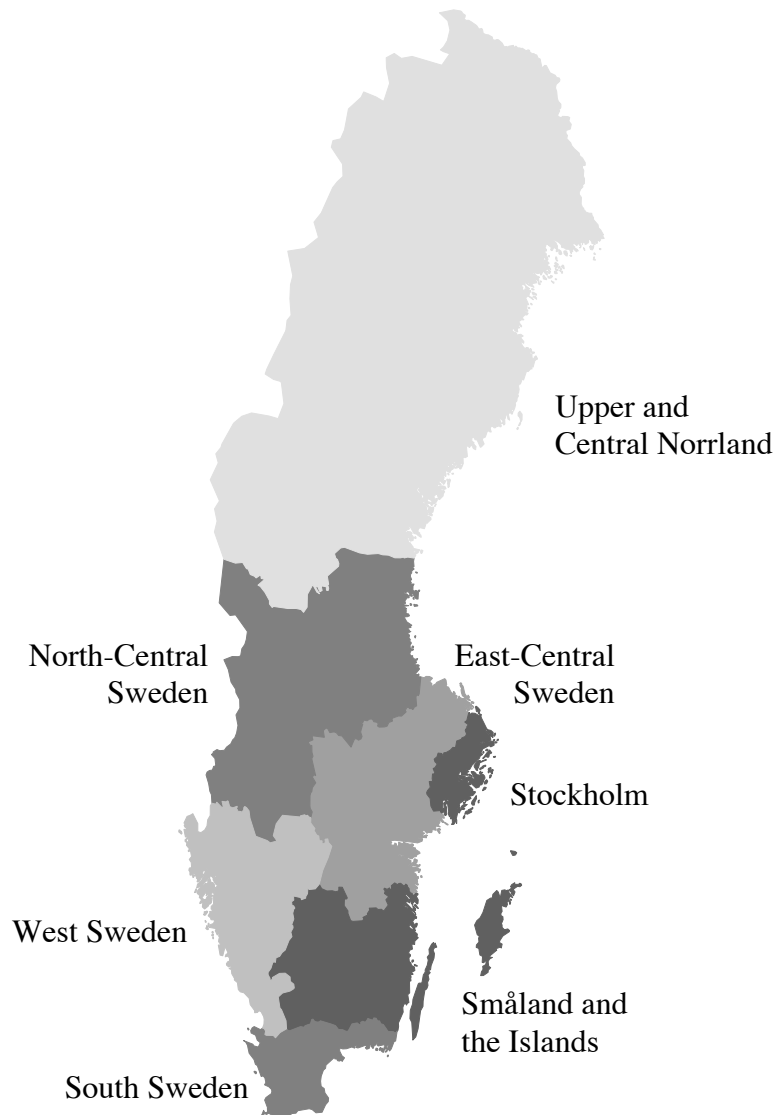 Upper and
Central Norrland
North-Central
Sweden
East-Central
Sweden
Stockholm
West Sweden
Småland and
the Islands
South Sweden